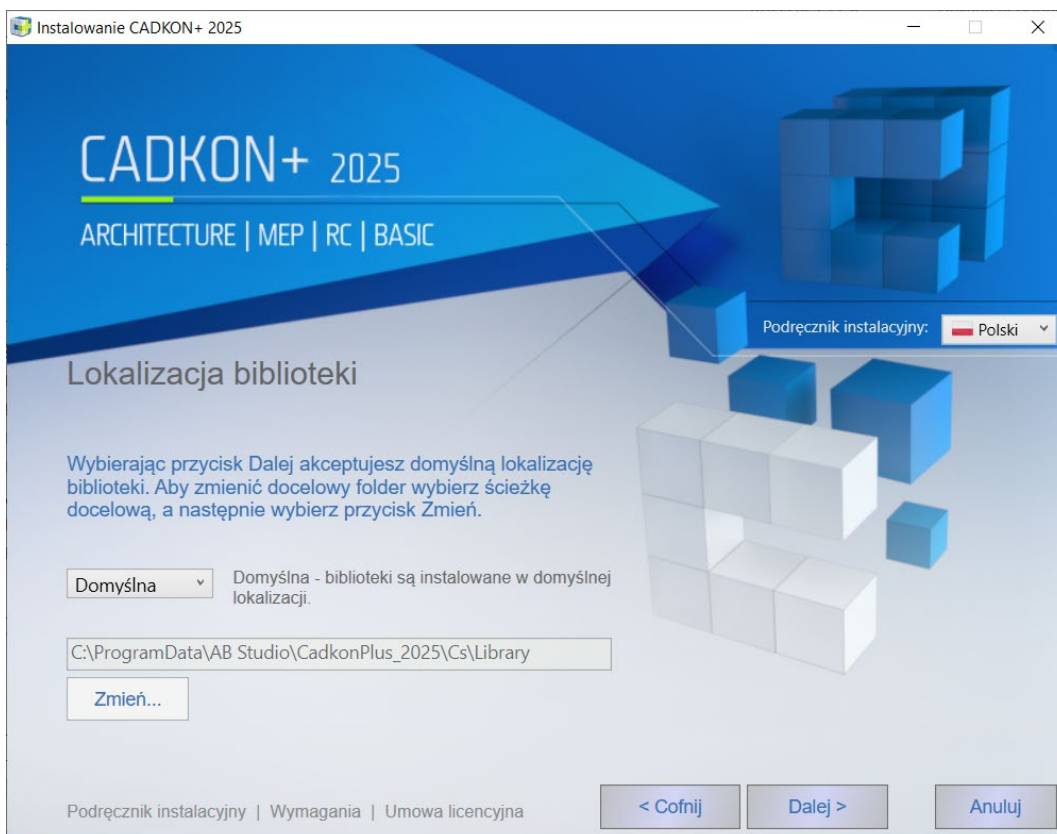 Instalowanie CADKON+ 2025
CADKON+ 2025
ARCHITECTURE | MEP | RC | BASIC
Podręcznik instalacyjny: Polski
Lokalizacja biblioteki
Wybierając przycisk Dalej akceptujesz domyślną lokalizację
biblioteki. Aby zmienić docelowy folder wybierz ścieżkę
docelową, a następnie wybierz przycisk Zmień.
Domyślna
Domyślna - biblioteki są instalowane w domyślnej
lokalizacji.
C:\ProgramData\AB Studio\CadkonPlus_2025\Cs\Library
Zmień...
Podręcznik instalacyjny | Wymagania | Umowa licencyjna
< Cofnij
Dalej >
Anuluj